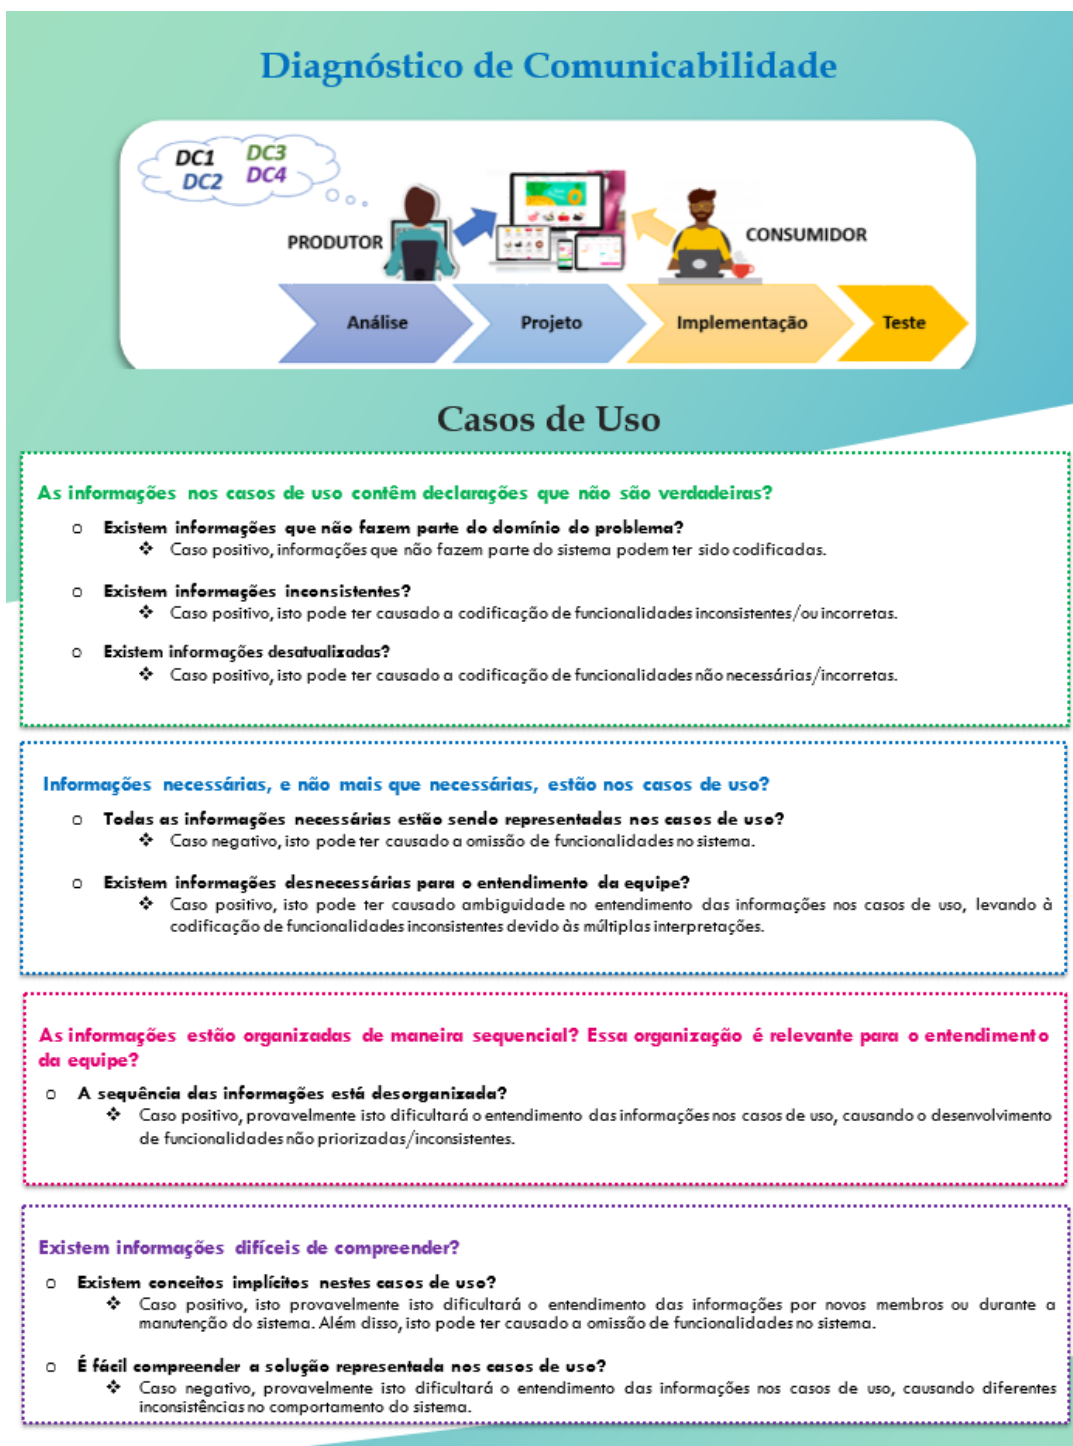 Diagnóstico de Comunicabilidade
DC1 DC3
DC2 DC4
PRODUTOR
CONSUMIDOR
Análise
Projeto
Implementação
Teste
Casos de Uso
As informações nos casos de uso contêm declarações que não são verdadeiras?
o Existem informações que não fazem parte do domínio do problema?
❖ Caso positivo, informações que não fazem parte do sistema podem ter sido codificadas.
o Existem informações inconsistentes?
❖ Caso positivo, isto pode ter causado a codificação de funcionalidades inconsistentes/ou incorretas.
o Existem informações desatualizadas?
❖ Caso positivo, isto pode ter causado a codificação de funcionalidades não necessárias/incorretas.
Informações necessárias, e não mais que necessárias, estão nos casos de uso?
o Todas as informações necessárias estão sendo representadas nos casos de uso?
❖ Caso negativo, isto pode ter causado a omissão de funcionalidades no sistema.
o Existem informações desnecessárias para o entendimento da equipe?
❖ Caso positivo, isto pode ter causado ambiguidade no entendimento das informações nos casos de uso, levando à
codificação de funcionalidades inconsistentes devido às múltiplas interpretações.
As informações estão organizadas de maneira sequencial? Essa organização é relevante para o entendimento
da equipe?
o A sequência das informações está desorganizada?
❖ Caso positivo, provavelmente isto dificultará o entendimento das informações nos casos de uso, causando o desenvolvimento
de funcionalidades não priorizadas/inconsistentes.
Existem informações difíceis de compreender?
o Existem conceitos implícitos nestes casos de uso?
❖ Caso positivo, isto provavelmente isto dificultará o entendimento das informações por novos membros ou durante a
manutenção do sistema. Além disso, isto pode ter causado a omissão de funcionalidades no sistema.
o É fácil compreender a solução representada nos casos de uso?
❖ Caso negativo, provavelmente isto dificultará o entendimento das informações nos casos de uso, causando diferentes
inconsistências no comportamento do sistema.